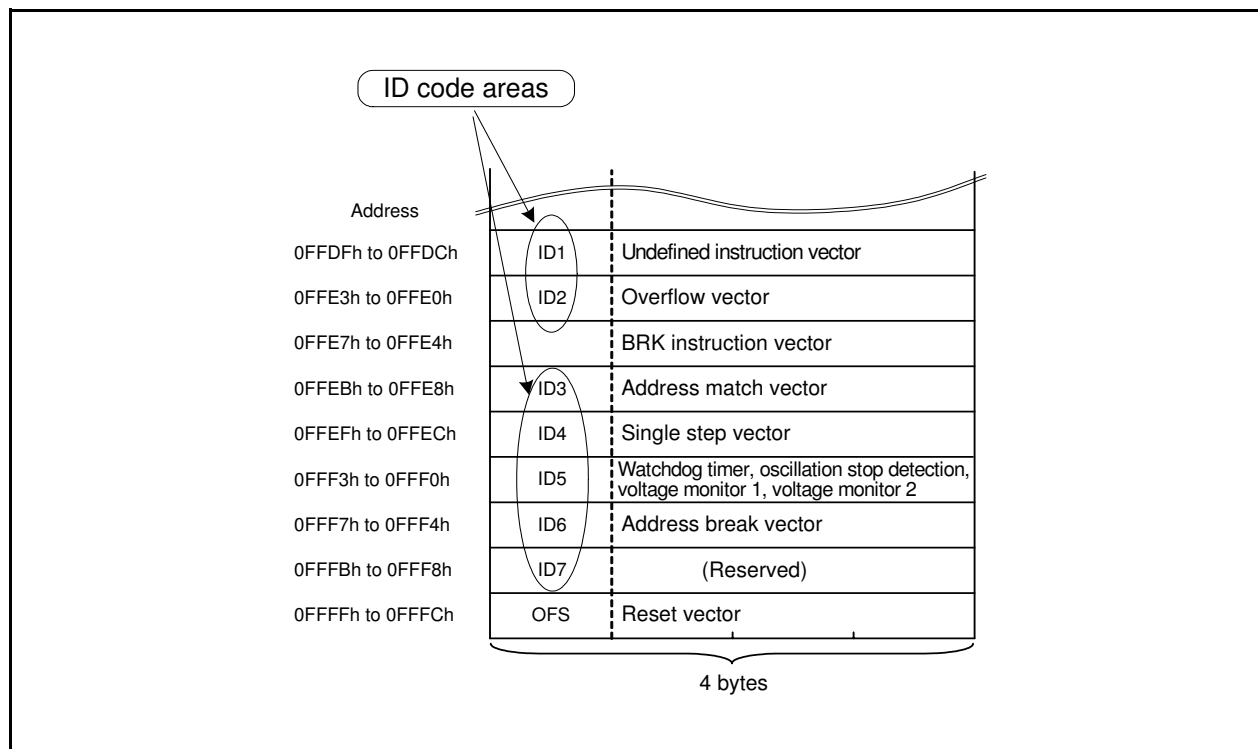 ID code areas
Address
0FFDFh to 0FFDCh ID1 Undefined instruction vector
0FFE3h to 0FFE0h ID2 Overflow vector
0FFE7h to 0FFE4h BRK instruction vector
0FFEBh to 0FFE8h ID3 Address match vector
0FFEFh to 0FFECh ID4 Single step vector
0FFF3h to 0FFF0h ID5 Watchdog timer, oscillation stop detection,
voltage monitor 1, voltage monitor 2
0FFF7h to 0FFF4h ID6 Address break vector
0FFFBh to 0FFF8h ID7 (Reserved)
0FFFFh to 0FFFCh OFS Reset vector
4 bytes